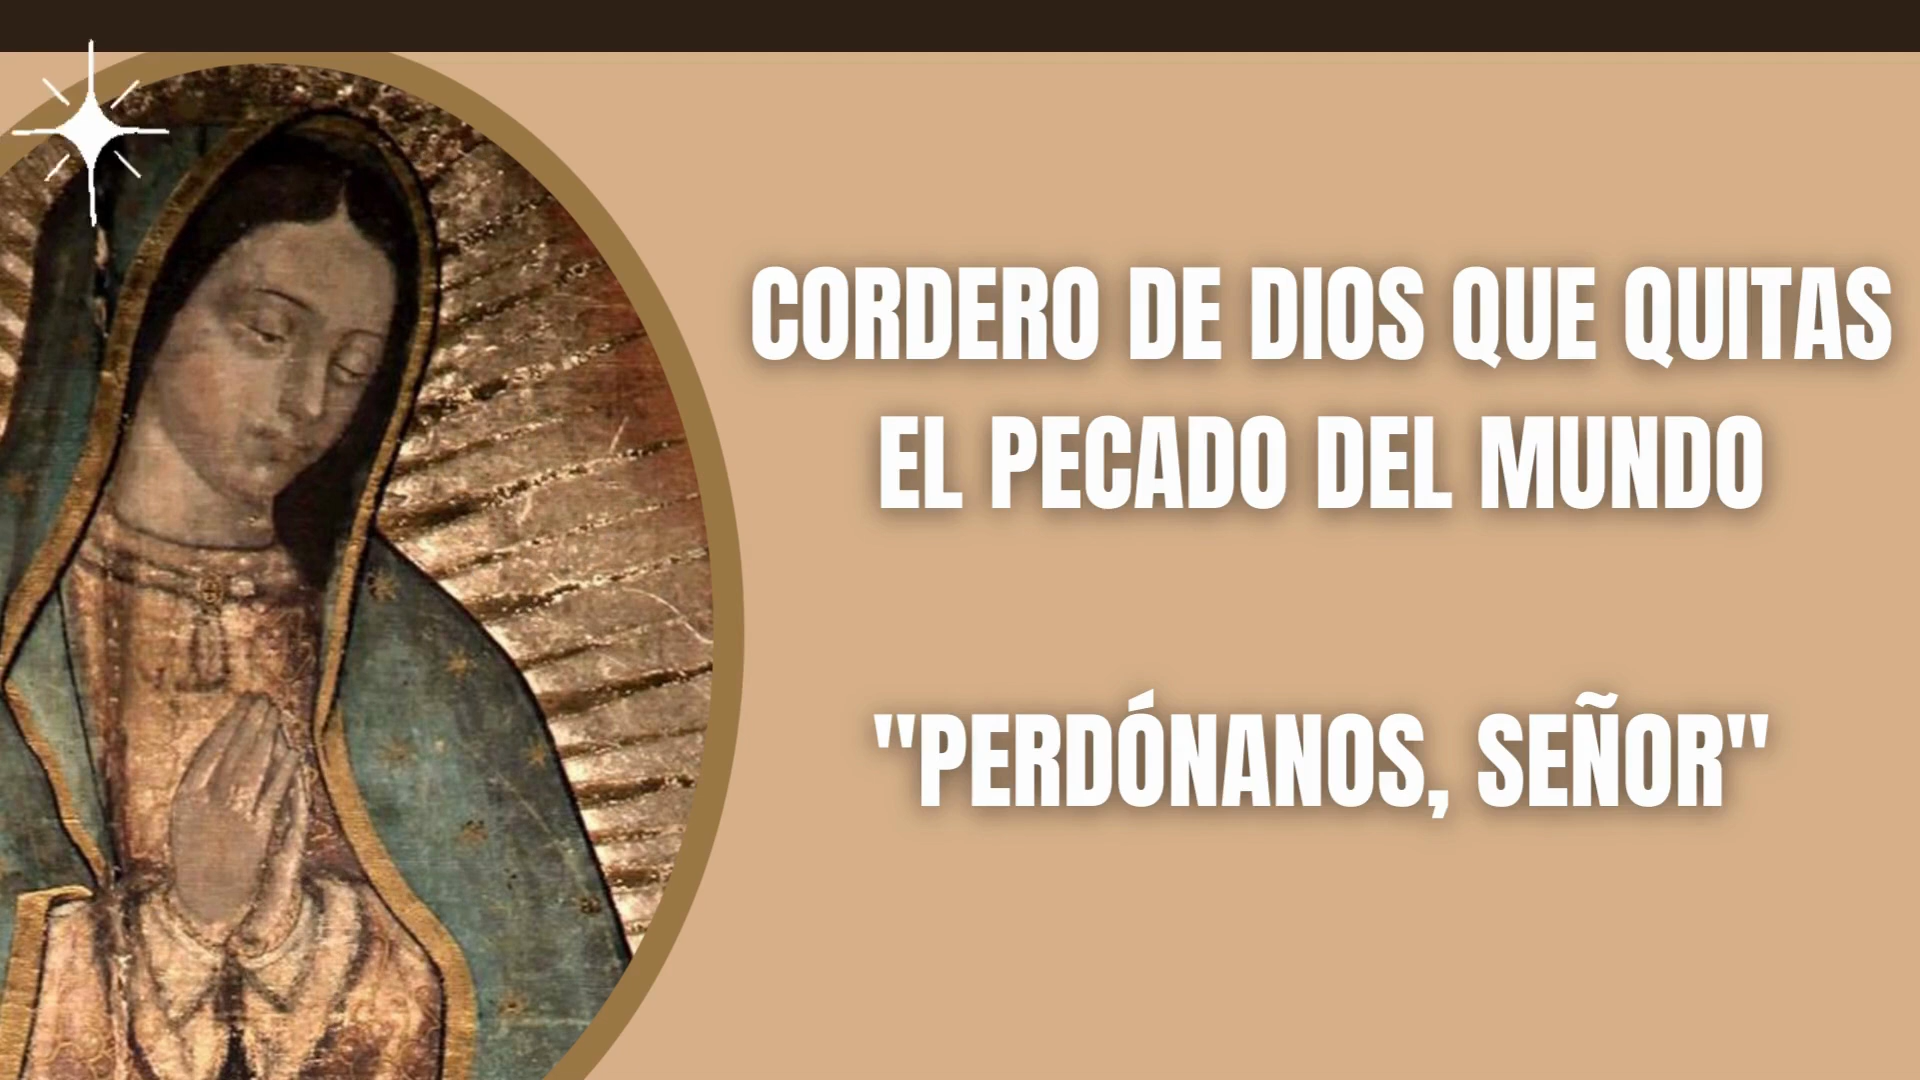 CORDERO DE DIOS QUE QUITAS
EL PECADO DEL MUNDO
"PERDÓNANOS, SEÑOR"